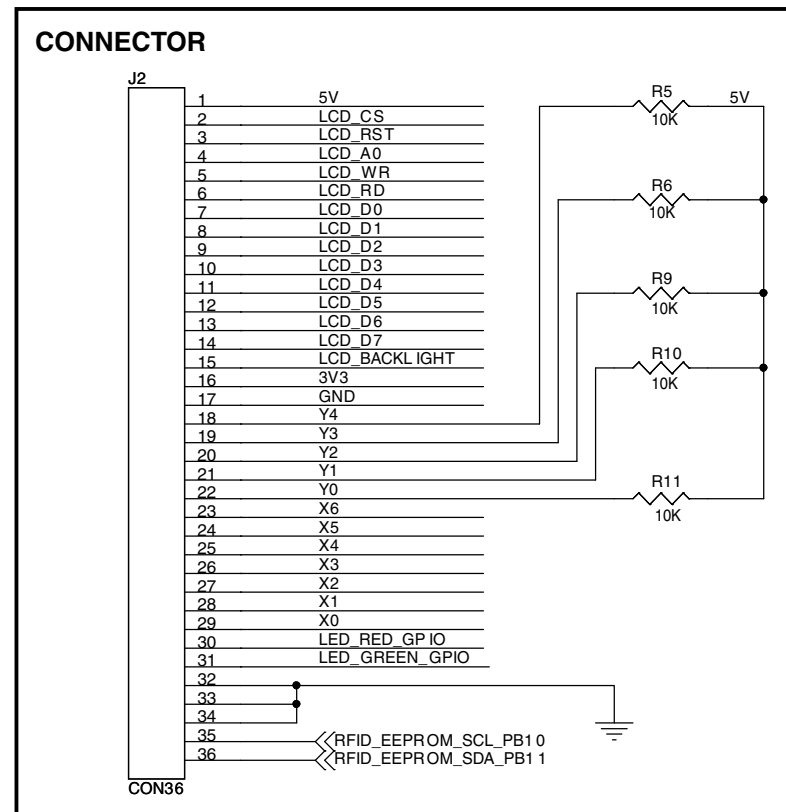 CONNECTOR
J2
1 5V R5 5V
2 LCD_CS 10K
3 LCD_RST
4 LCD_A0
5 LCD_WR
6 LCD_RD R6
7 LCD_D0 10K
8 LCD_D1
9 LCD_D2
10 LCD_D3
11 LCD_D4 R9
12 LCD_D5 10K
13 LCD_D6
14 LCD_D7
15 LCD_BACKLIGHT R10
16 3V3 10K
17 GND
18 Y4
19 Y3
20 Y2
21 Y1
22 Y0 R11
23 X6 10K
24 X5
25 X4
26 X3
27 X2
28 X1
29 X0
30 LED_RED_GPIO
31 LED_GREEN_GPIO
32
33
34
35 RFID_EEPROM_SCL_PB10
36 RFID_EEPROM_SDA_PB11
CON36